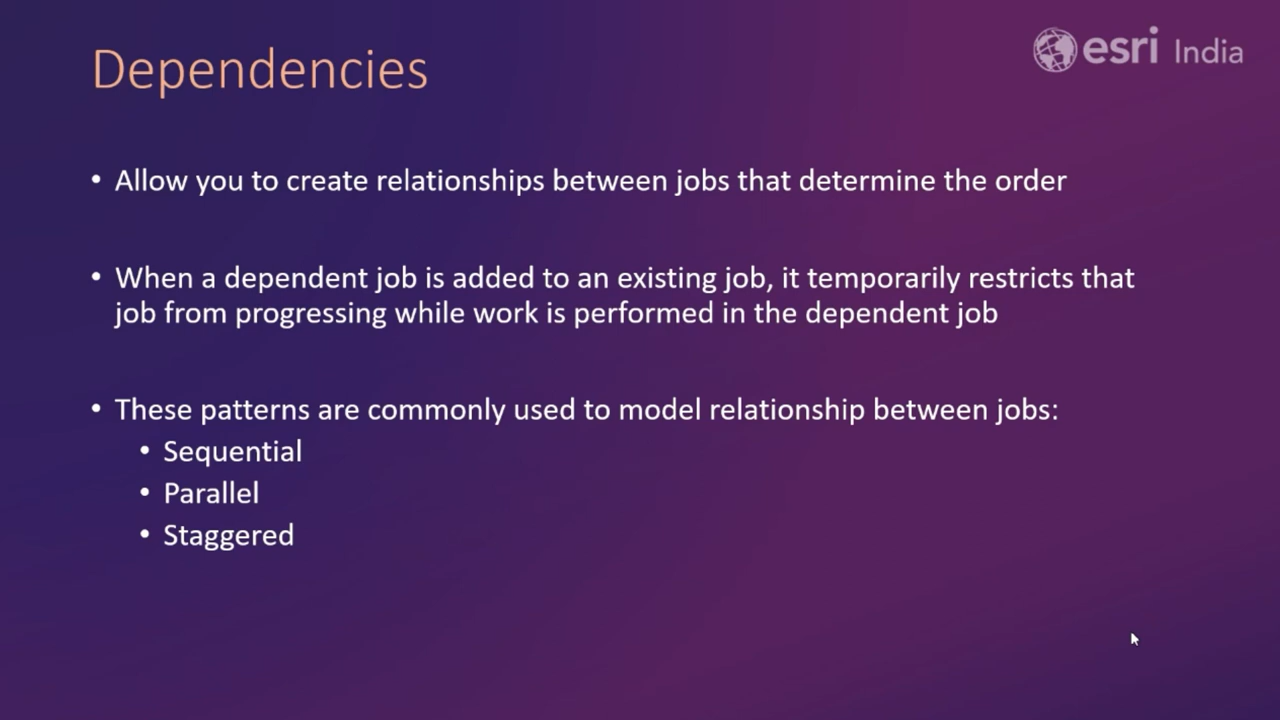 Dependencies
esri India
• Allow you to create relationships between jobs that determine the order
• When a dependent job is added to an existing job, it temporarily restricts that
job from progressing while work is performed in the dependent job
• These patterns are commonly used to model relationship between jobs:
• Sequential
• Parallel
• Staggered